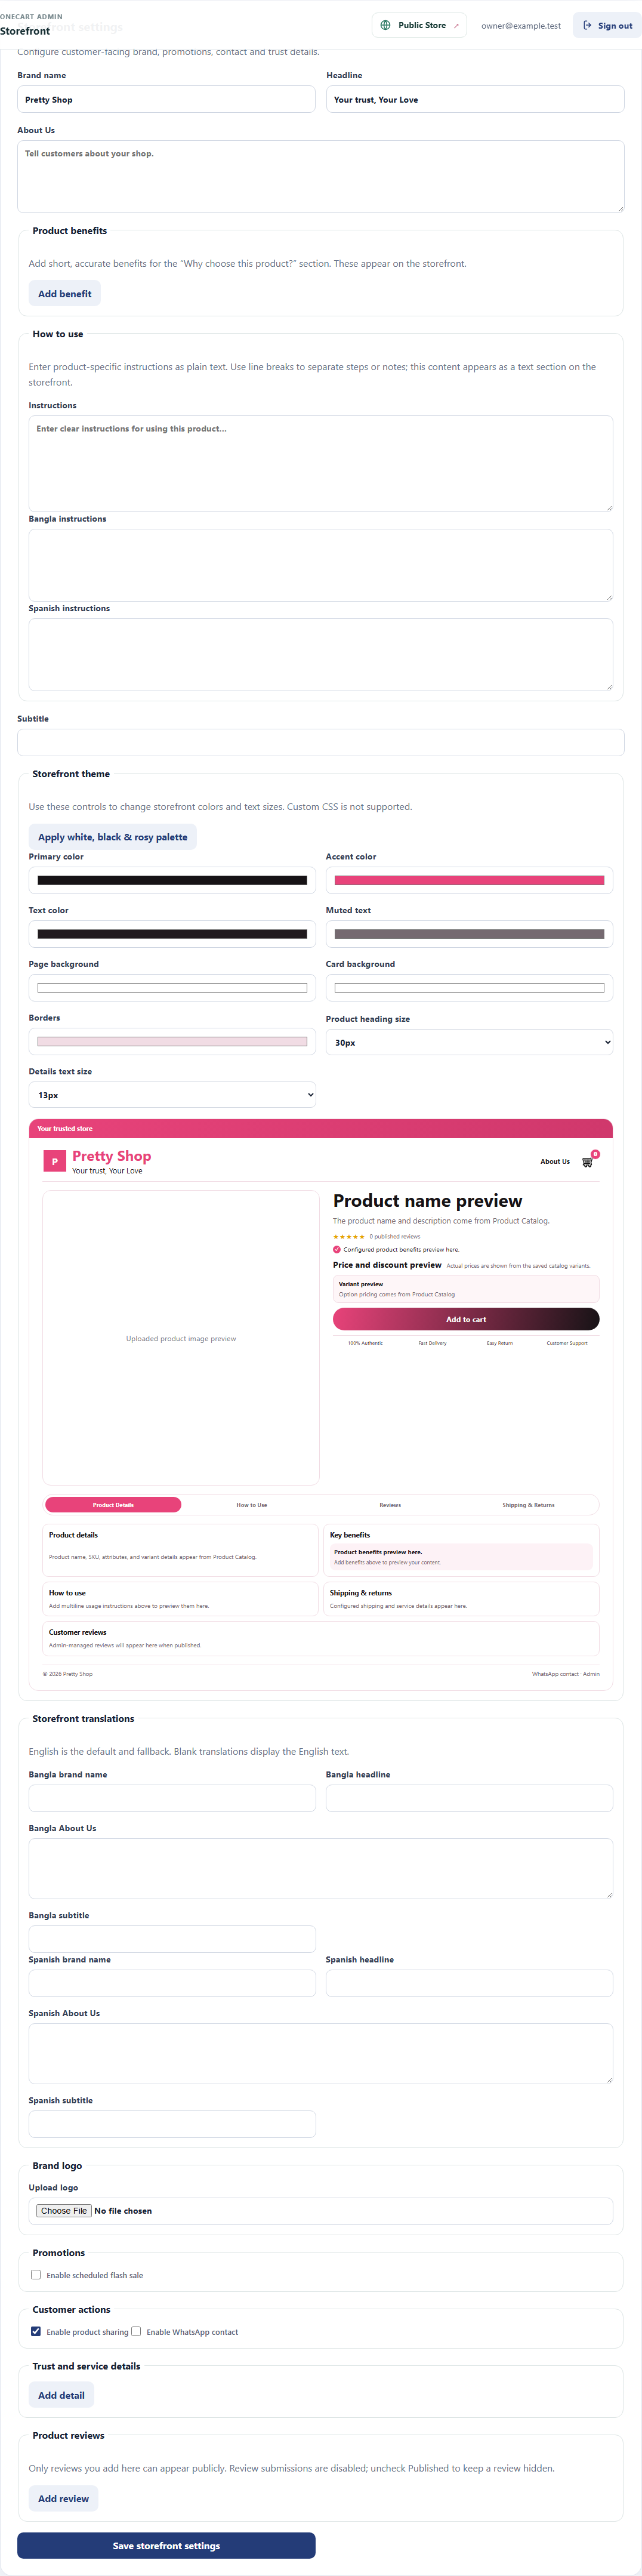 ONECART ADMIN
Storefront
Storefront settings
Public Store
owner@example.test
Sign out
Configure customer-facing brand, promotions, contact and trust details.
Brand name
Headline
Pretty Shop
Your trust, Your Love
About Us
Tell customers about your shop.
Product benefits
Add short, accurate benefits for the “Why choose this product?” section. These appear on the storefront.
Add benefit
How to use
Enter product-specific instructions as plain text. Use line breaks to separate steps or notes; this content appears as a text section on the
storefront.
Instructions
Enter clear instructions for using this product...
Bangla instructions
Spanish instructions
Subtitle
Storefront theme
Use these controls to change storefront colors and text sizes. Custom CSS is not supported.
Apply white, black & rosy palette
Primary color
Accent color
Text color
Muted text
Page background
Card background
Borders
Product heading size
30px
Details text size
13px
Your trusted store
P
Pretty Shop
Your trust, Your Love
About Us
0
Product name preview
The product name and description come from Product Catalog.
★★★★★ 0 published reviews
Configured product benefits preview here.
Price and discount preview Actual prices are shown from the saved catalog variants.
Variant preview
Option pricing comes from Product Catalog
Add to cart
100% Authentic
Fast Delivery
Easy Return
Customer Support
Uploaded product image preview
Product Details
How to Use
Reviews
Shipping & Returns
Product details
Product name, SKU, attributes, and variant details appear from Product Catalog.
Key benefits
Product benefits preview here.
Add benefits above to preview your content.
How to use
Add multiline usage instructions above to preview them here.
Shipping & returns
Configured shipping and service details appear here.
Customer reviews
Admin-managed reviews will appear here when published.
© 2026 Pretty Shop
WhatsApp contact · Admin
Storefront translations
English is the default and fallback. Blank translations display the English text.
Bangla brand name
Bangla headline
Bangla About Us
Bangla subtitle
Spanish brand name
Spanish headline
Spanish About Us
Spanish subtitle
Brand logo
Upload logo
Choose File No file chosen
Promotions
Enable scheduled flash sale
Customer actions
Enable product sharing
Enable WhatsApp contact
Trust and service details
Add detail
Product reviews
Only reviews you add here can appear publicly. Review submissions are disabled; uncheck Published to keep a review hidden.
Add review
Save storefront settings